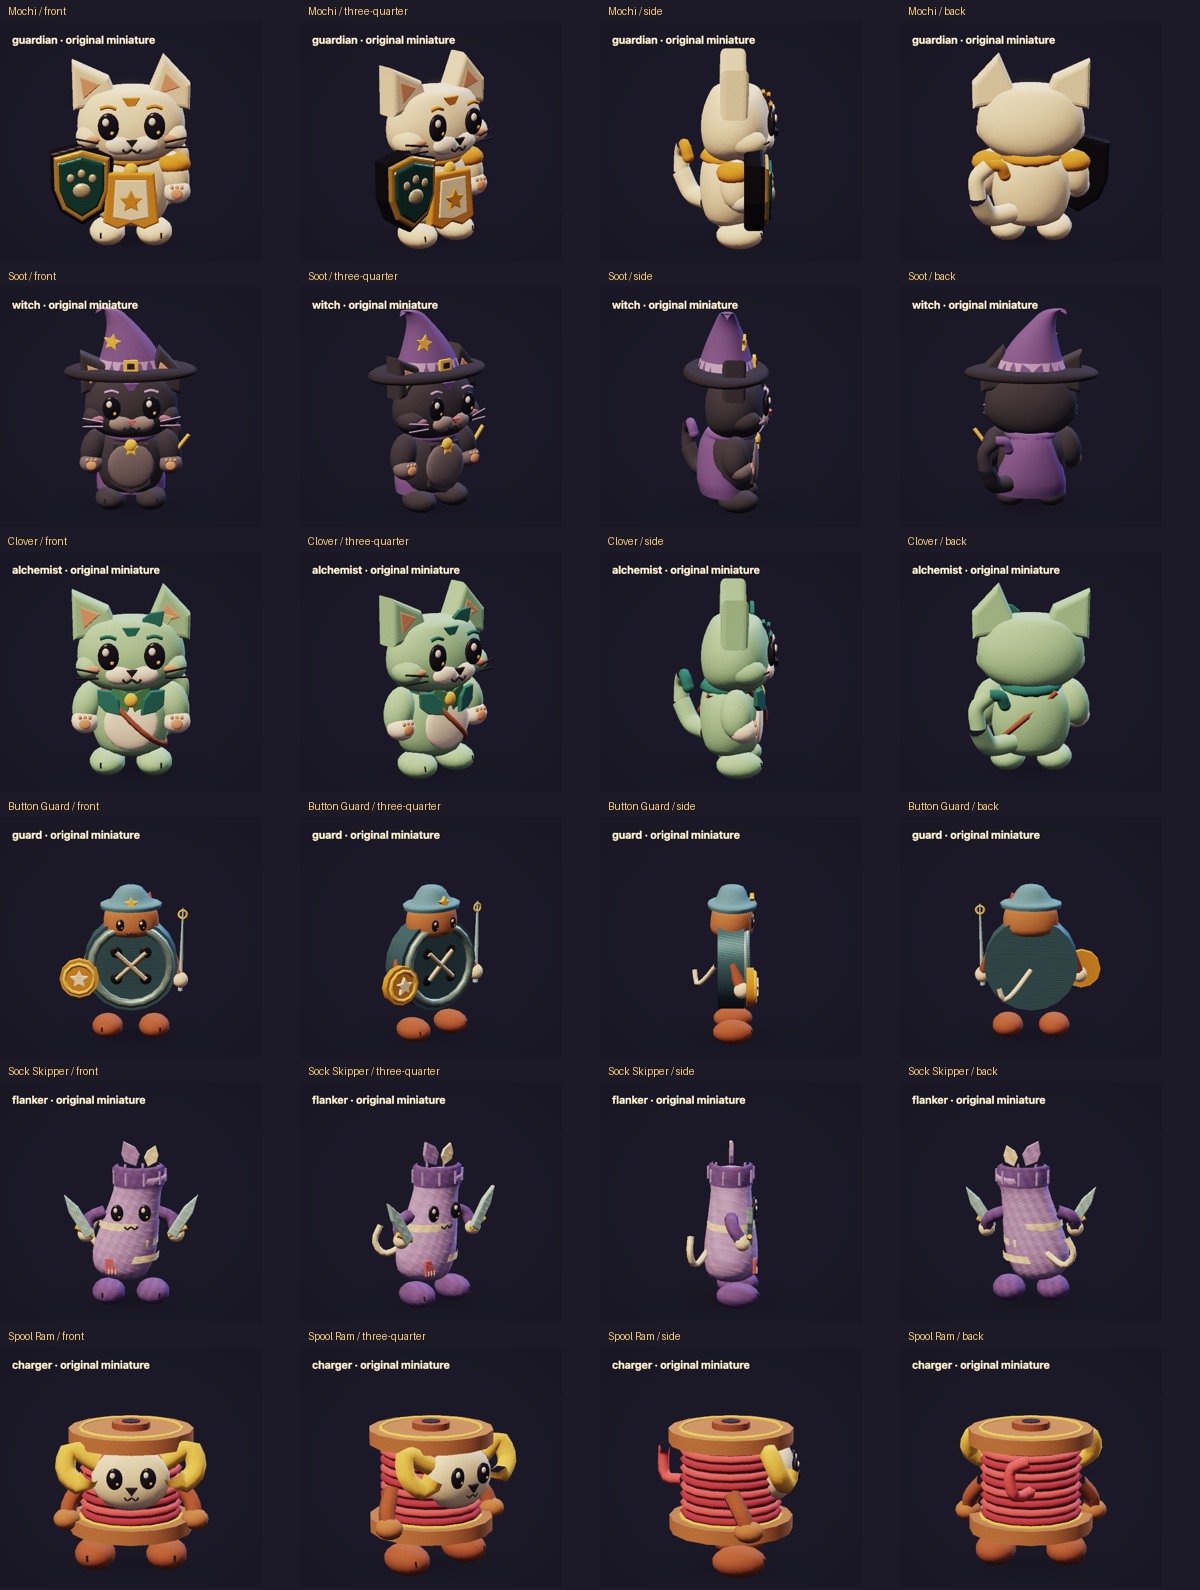 Mochi / front
Mochi / three-quarter
Mochi / side
Mochi / back
guardian · original miniature
guardian · original miniature
guardian · original miniature
guardian · original miniature
Soot / front
Soot / three-quarter
Soot / side
Soot / back
witch · original miniature
witch · original miniature
witch · original miniature
witch · original miniature
Clover / front
Clover / three-quarter
Clover / side
Clover / back
alchemist · original miniature
alchemist · original miniature
alchemist · original miniature
alchemist · original miniature
Button Guard / front
Button Guard / three-quarter
Button Guard / side
Button Guard / back
guard · original miniature
guard · original miniature
guard · original miniature
guard · original miniature
Sock Skipper / front
Sock Skipper / three-quarter
Sock Skipper / side
Sock Skipper / back
flanker · original miniature
flanker · original miniature
flanker · original miniature
flanker · original miniature
Spool Ram / front
Spool Ram / three-quarter
Spool Ram / side
Spool Ram / back
charger · original miniature
charger · original miniature
charger · original miniature
charger · original miniature